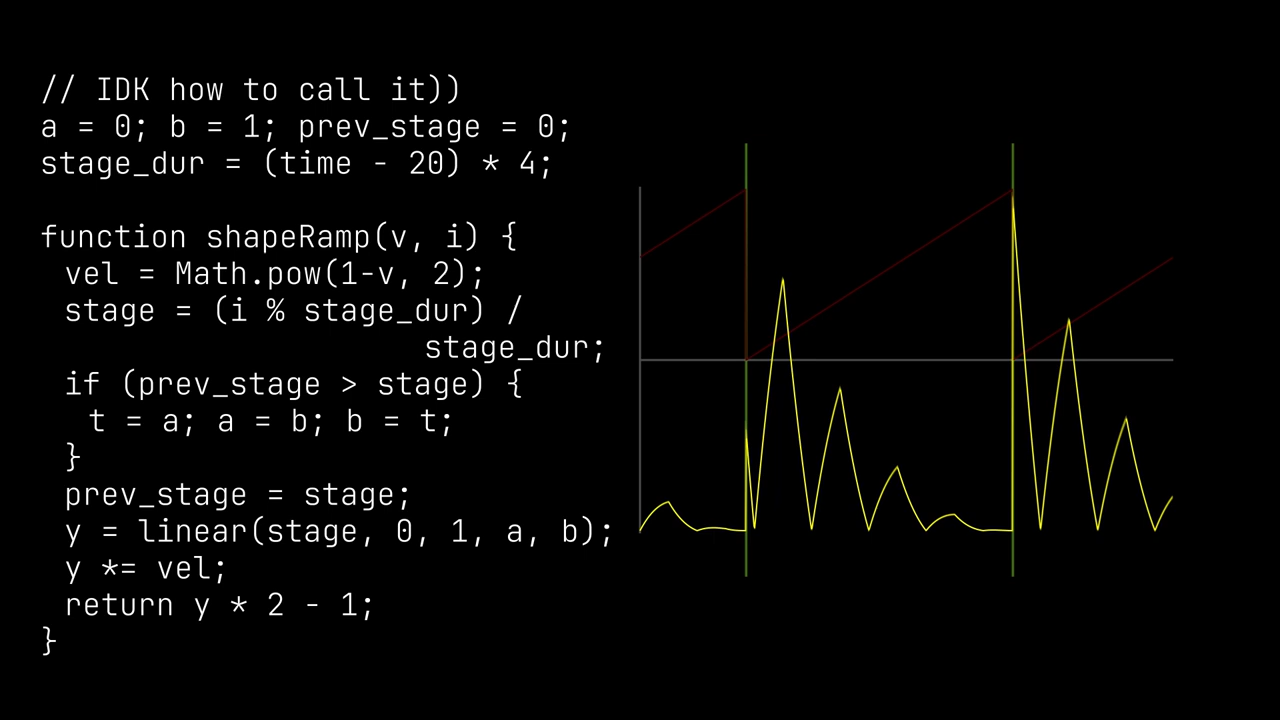 // IDK how to call it))
a = 0; b = 1; prev_stage = 0;
stage_dur = (time - 20) * 4;
function shapeRamp(v, i) {
vel = Math.pow(1-v, 2);
stage = (i % stage_dur) /
stage_dur;
if (prev_stage > stage) {
t = a; a = b; b = t;
}
prev_stage = stage;
y = linear(stage, 0, 1, a, b);
y *= vel;
return y * 2 - 1;
}